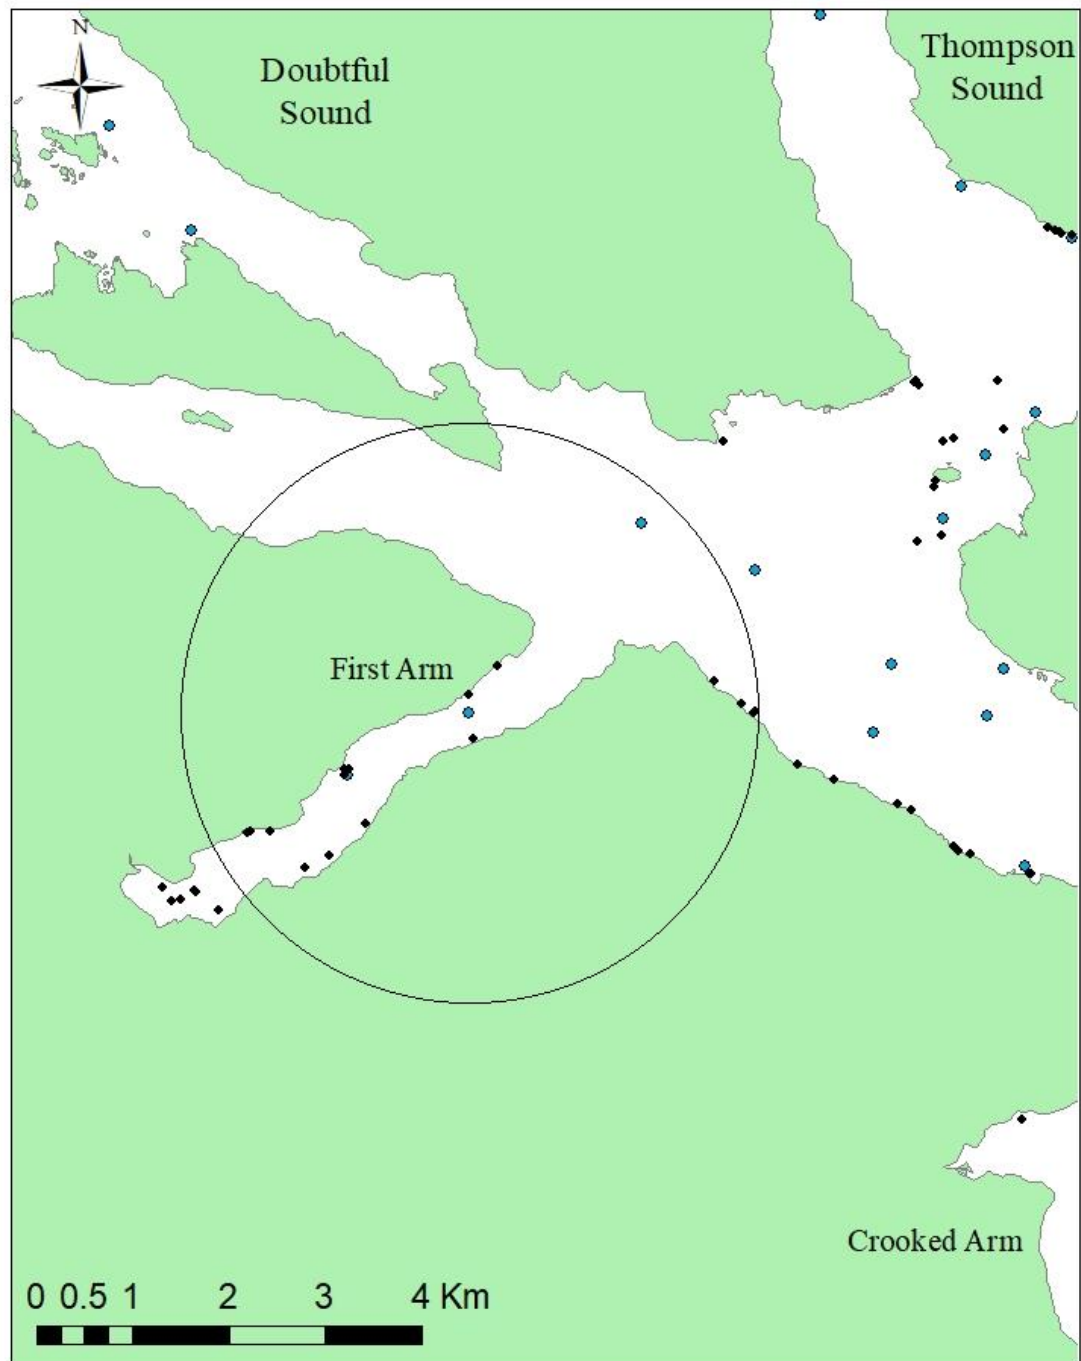 N
Doubtful
Sound
Thompson
Sound
First Arm
Crooked Arm
0 0.5 1 2 3 4 Km